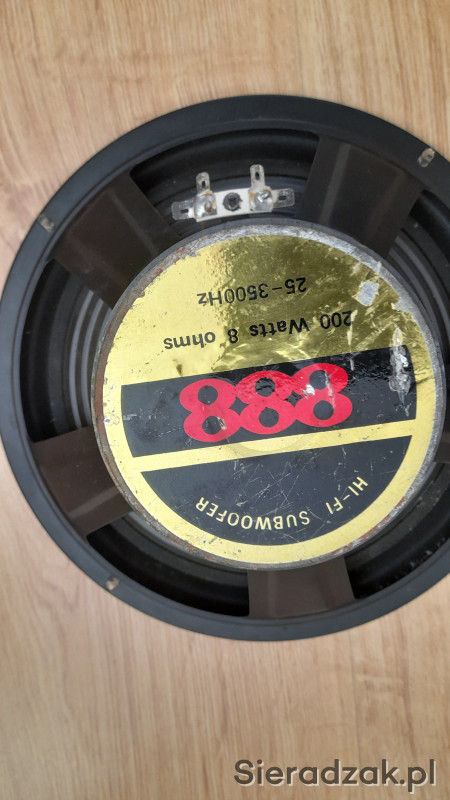 HI-FI SUBWOOFER
888
200 Watts 8 ohms
25-3500Hz
Sieradzak.pl